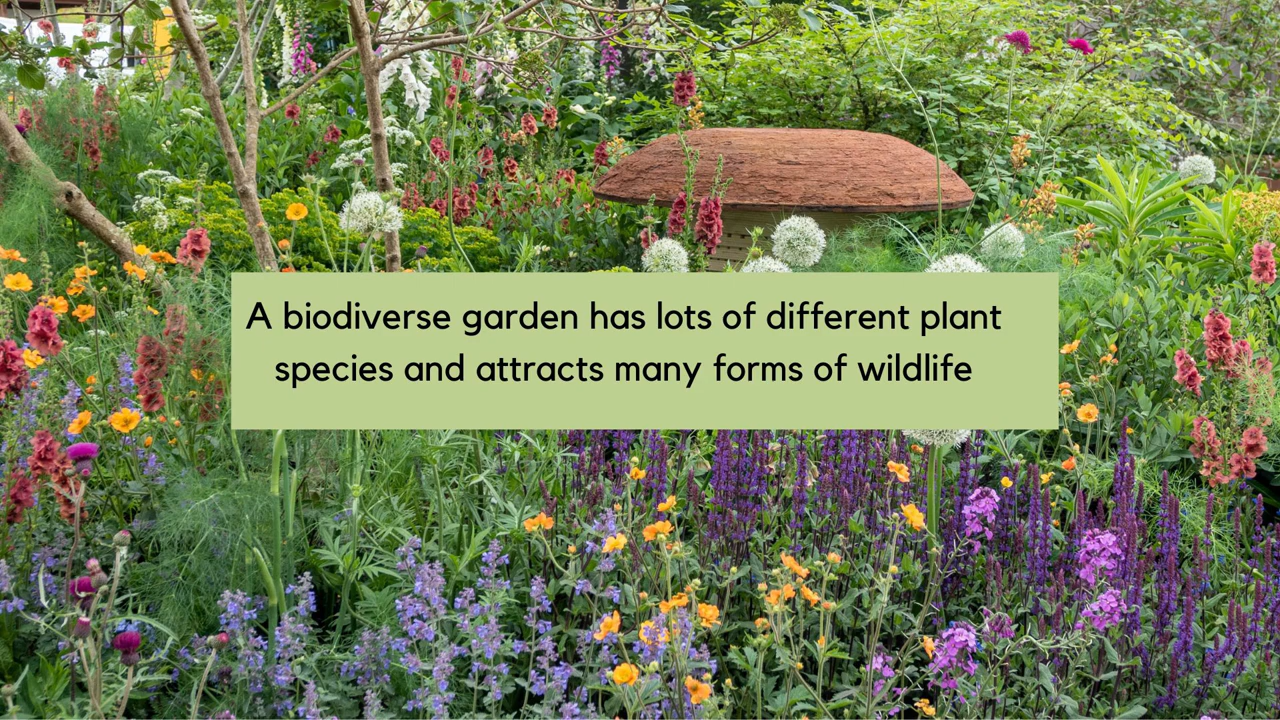 A biodiverse garden has lots of different plant
species and attracts many forms of wildlife